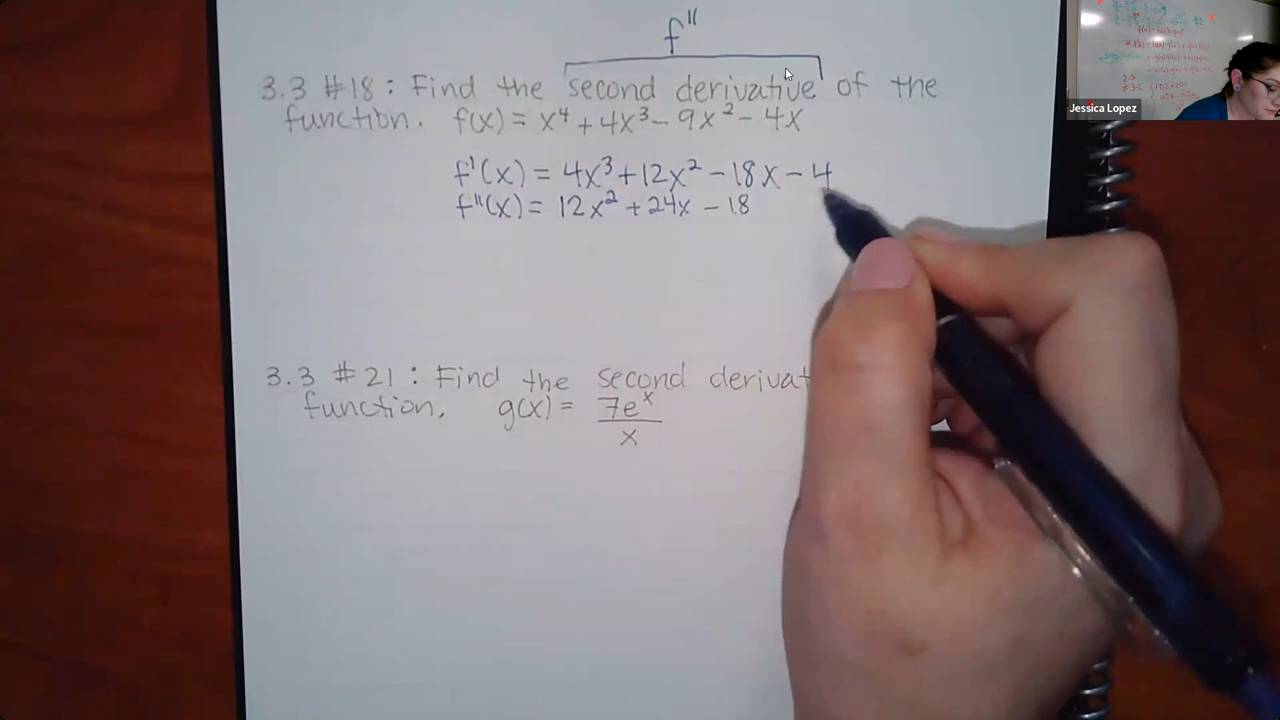 f"
3.3 #18: Find the second derivative of the
function. f(x) = x⁴ + 4x³ - 9x² - 4x
f'(x) = 4x³ + 12x² - 18x - 4
f"(x) = 12x² + 24x - 18
3.3 #21: Find the second derivat
function. g(x) = 7eˣ
x
Jessica Lopez